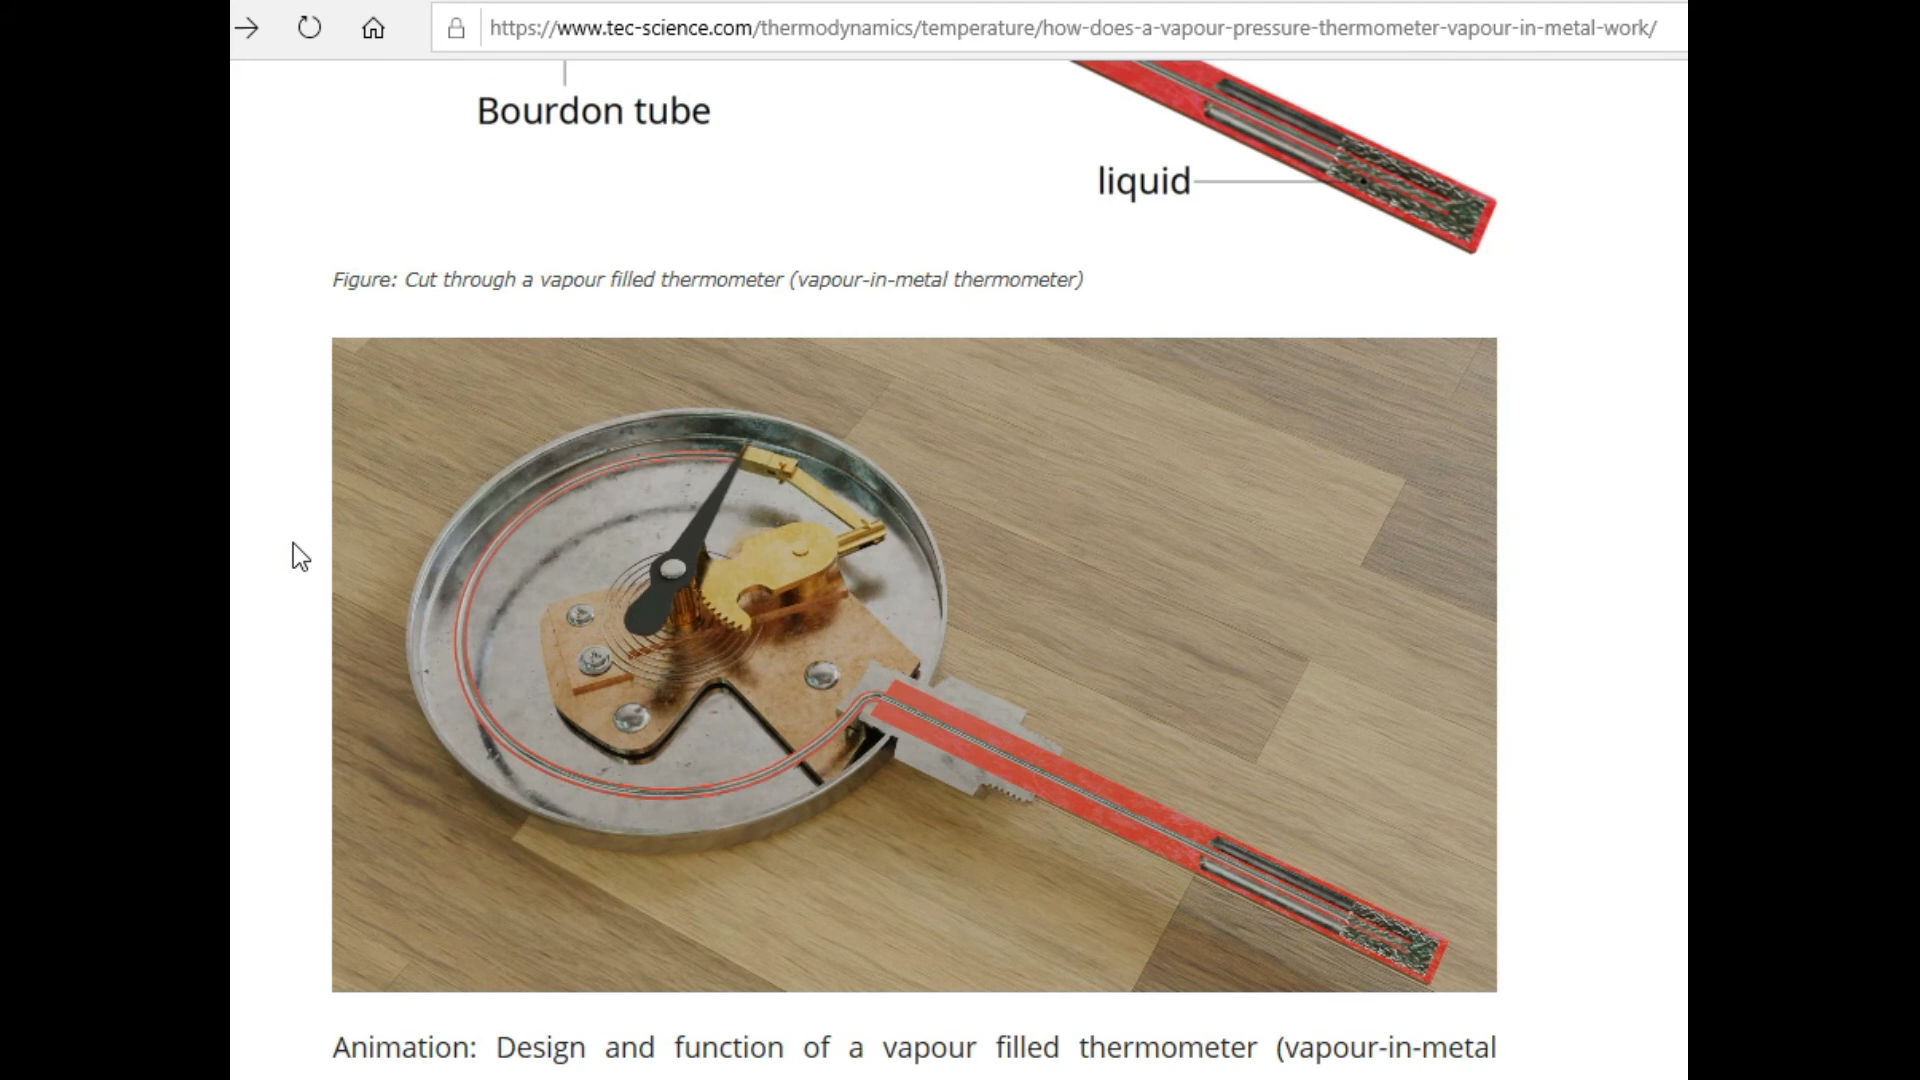 https://www.tec-science.com/thermodynamics/temperature/how-does-a-vapour-pressure-thermometer-vapour-in-metal-work/
Bourdon tube
liquid
Figure: Cut through a vapour filled thermometer (vapour-in-metal thermometer)
Animation: Design and function of a vapour filled thermometer (vapour-in-metal